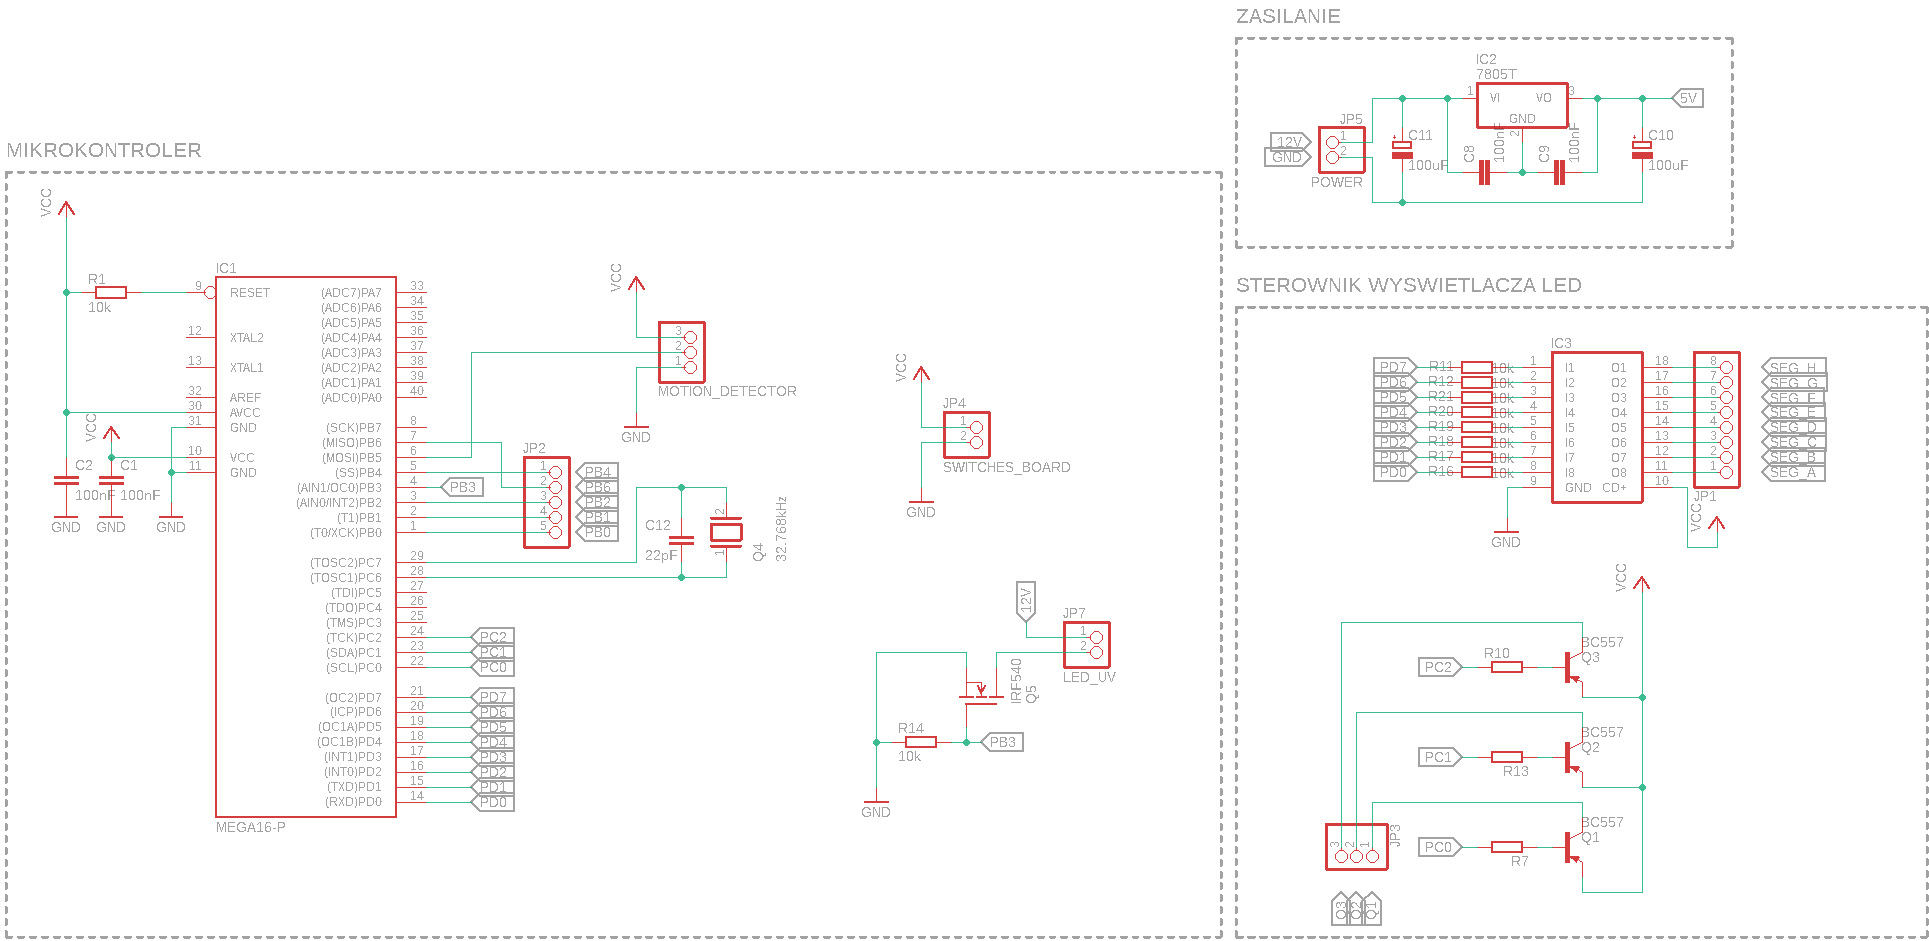 ZASILANIE
IC2
7805T
1
VI
VO
3
GND
2
5V
JP5
12V
GND
1
2
POWER
C11
100uF
C8
100nF
C9
100nF
C10
100uF
MIKROKONTROLER
VCC
R1
10k
IC1
9
RESET
12
XTAL2
13
XTAL1
32
AREF
30
AVCC
31
GND
10
VCC
11
GND
VCC
C2
100nF
C1
100nF
GND
GND
GND
(ADC7)PA7 33
(ADC6)PA6 34
(ADC5)PA5 35
(ADC4)PA4 36
(ADC3)PA3 37
(ADC2)PA2 38
(ADC1)PA1 39
(ADC0)PA0 40
(SCK)PB7 8
(MISO)PB6 7
(MOSI)PB5 6
(SS)PB4 5
(AIN1/OC0)PB3 4
(AIN0/INT2)PB2 3
(T1)PB1 2
(T0/XCK)PB0 1
(TOSC2)PC7 29
(TOSC1)PC6 28
(TDI)PC5 27
(TDO)PC4 26
(TMS)PC3 25
(TCK)PC2 24 PC2
(SDA)PC1 23 PC1
(SCL)PC0 22 PC0
(OC2)PD7 21 PD7
(ICP)PD6 20 PD6
(OC1A)PD5 19 PD5
(OC1B)PD4 18 PD4
(INT1)PD3 17 PD3
(INT0)PD2 16 PD2
(TXD)PD1 15 PD1
(RXD)PD0 14 PD0
MEGA16-P
PB3
VCC
3
2
1
MOTION_DETECTOR
GND
JP2
1 PB4
2 PB6
3 PB2
4 PB1
5 PB0
C12
22pF
2
1
Q4
32.768kHz
VCC
JP4
1
2
SWITCHES_BOARD
GND
12V
JP7
1
2
LED_UV
IRF540
Q5
R14
10k
PB3
GND
STEROWNIK WYSWIETLACZA LED
IC3
PD7 R11 10k 1 I1 O1 18 8 SEG_H
PD6 R12 10k 2 I2 O2 17 7 SEG_G
PD5 R21 10k 3 I3 O3 16 6 SEG_F
PD4 R20 10k 4 I4 O4 15 5 SEG_E
PD3 R19 10k 5 I5 O5 14 4 SEG_D
PD2 R18 10k 6 I6 O6 13 3 SEG_C
PD1 R17 10k 7 I7 O7 12 2 SEG_B
PD0 R16 10k 8 I8 O8 11 1 SEG_A
9 GND CD+ 10
JP1
VCC
GND
VCC
PC2
R10
BC557
Q3
PC1
R13
BC557
Q2
PC0
R7
BC557
Q1
JP3
3
2
1
Q3
Q2
Q1